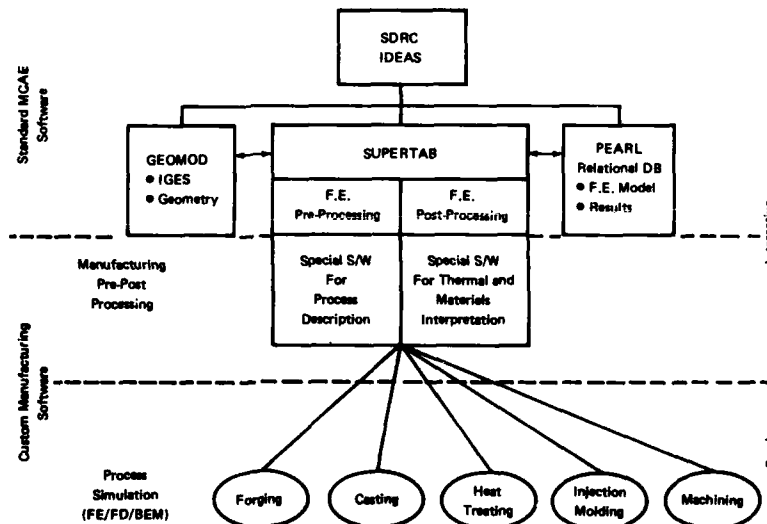 SDRC
IDEAS
Standard MCAE
Software
GEOMOD
● IGES
● Geometry
SUPERTAB
PEARL
Relational DB
● F.E. Model
● Results
F.E.
Pre-Processing
F.E.
Post-Processing
Manufacturing
Pre-Post
Processing
Special S/W
For
Process
Description
Special S/W
For Thermal and
Materials
Interpretation
Custom Manufacturing
Software
Process
Simulation
(FE/FD/BEM)
Forging
Casting
Heat
Treating
Injection
Molding
Machining